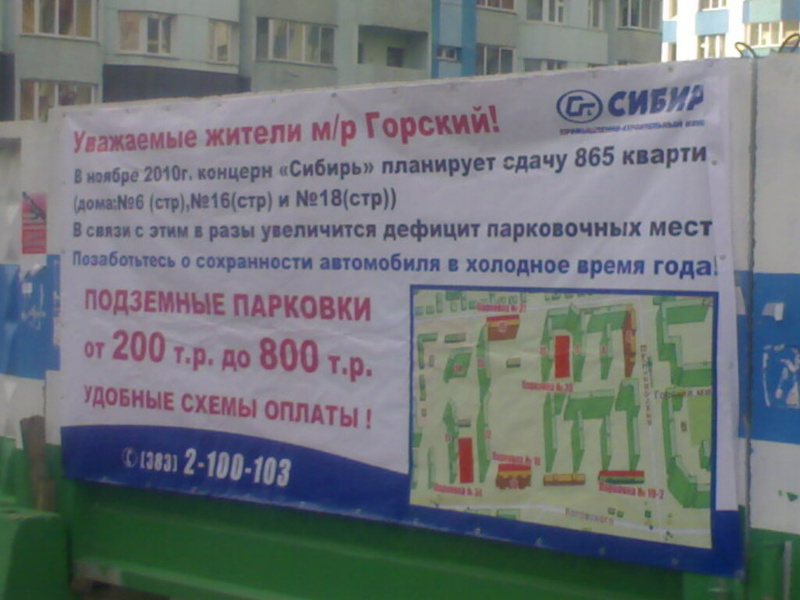 СИБИР
Уважаемые жители м/р Горский!
В ноябре 2010г. концерн «Сибирь» планирует сдачу 865 кварти
(дома:№6 (стр),№16(стр) и №18(стр))
В связи с этим в разы увеличится дефицит парковочных мест
Позаботьтесь о сохранности автомобиля в холодное время года!
ПОДЗЕМНЫЕ ПАРКОВКИ
от 200 т.р. до 800 т.р.
УДОБНЫЕ СХЕМЫ ОПЛАТЫ !
(383) 2-100-103